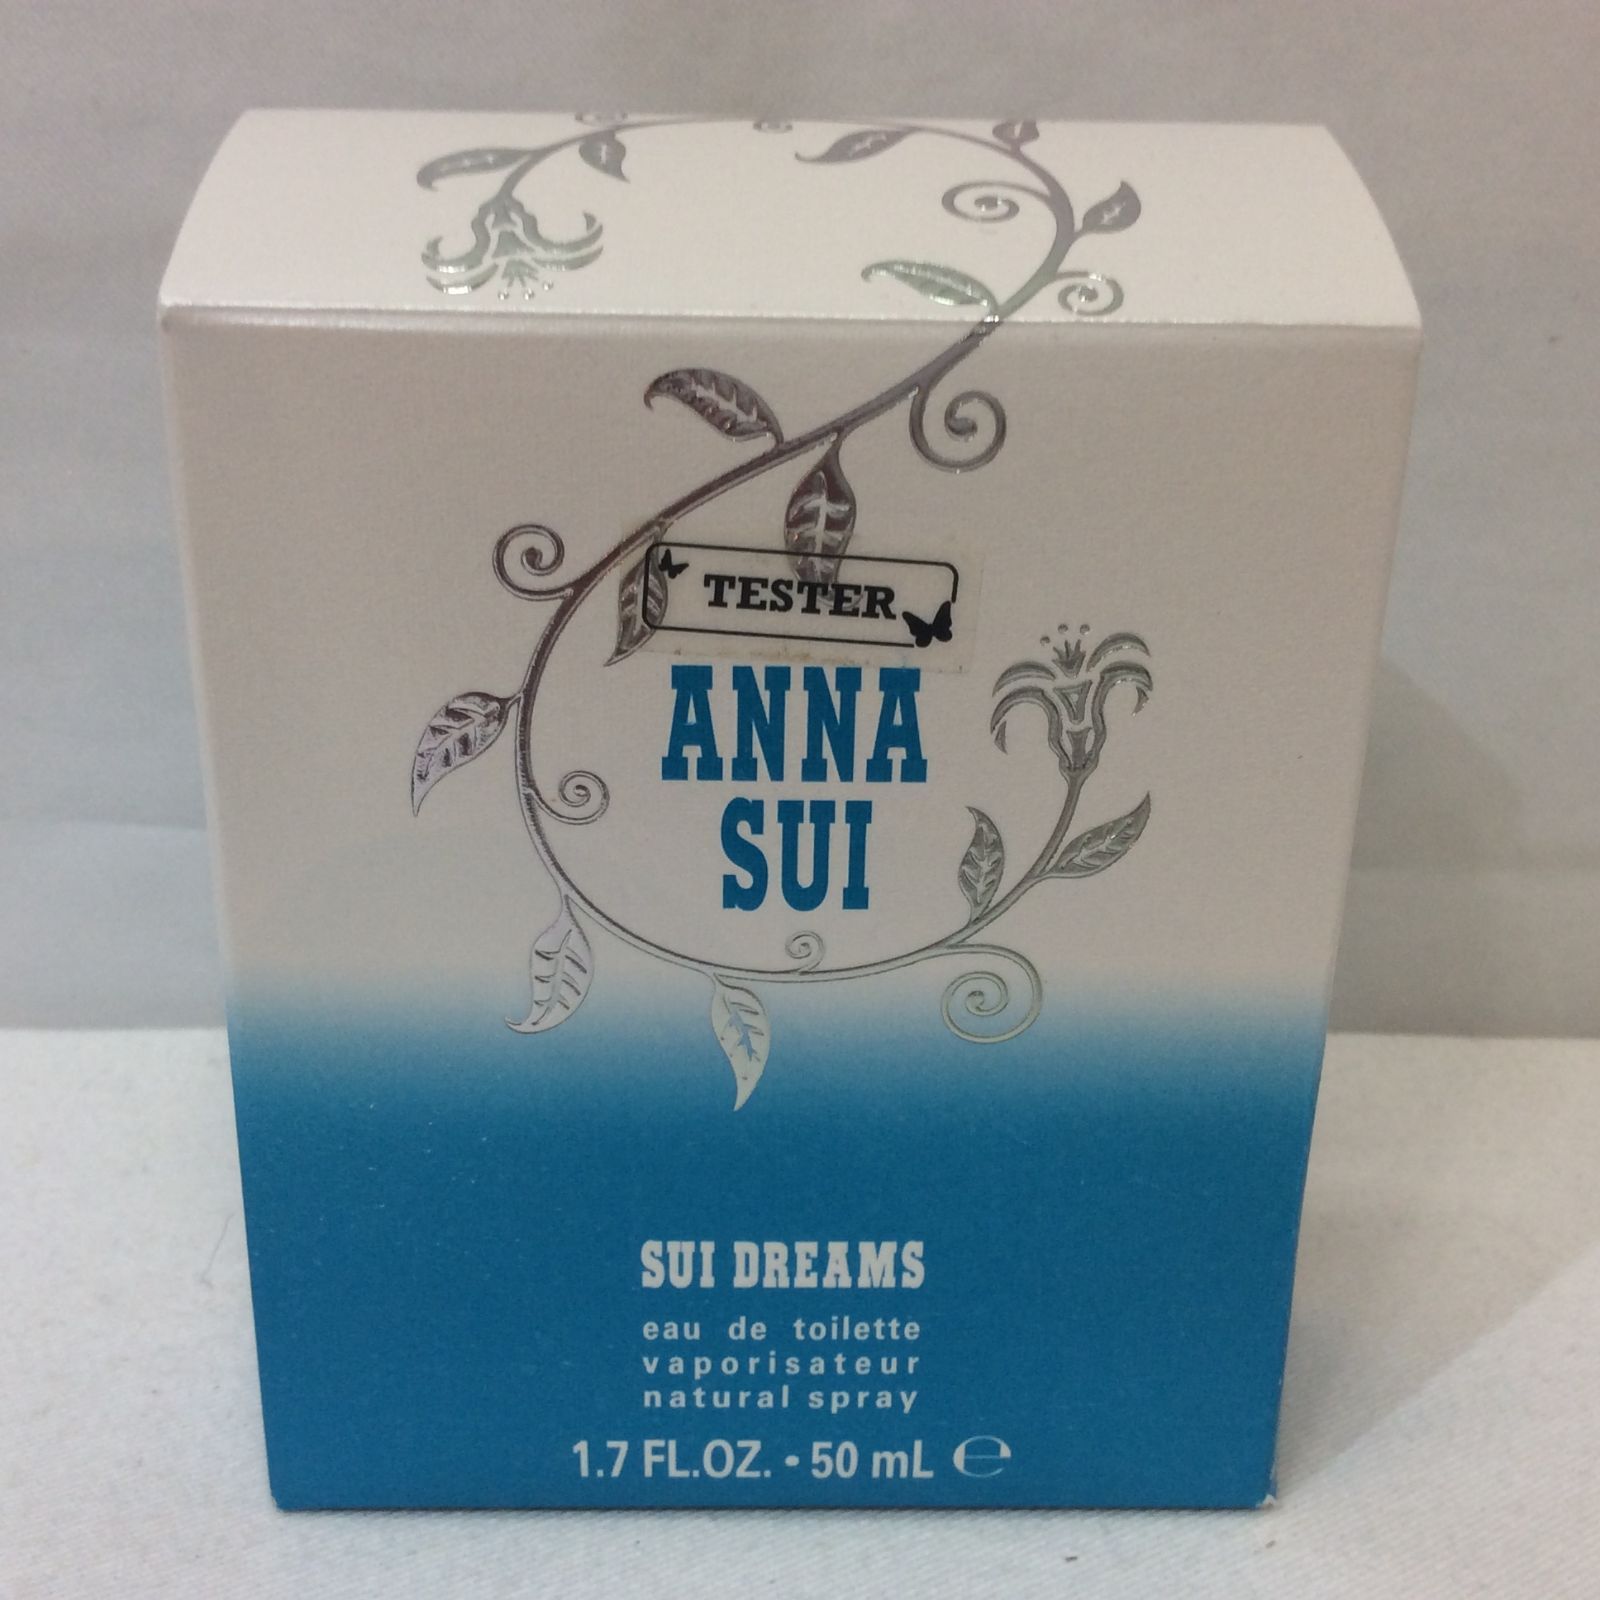 TESTER
ANNA
SUI
SUI DREAMS
eau de toilette
vaporisateur
natural spray
1.7 FL.OZ. • 50 mL ℮